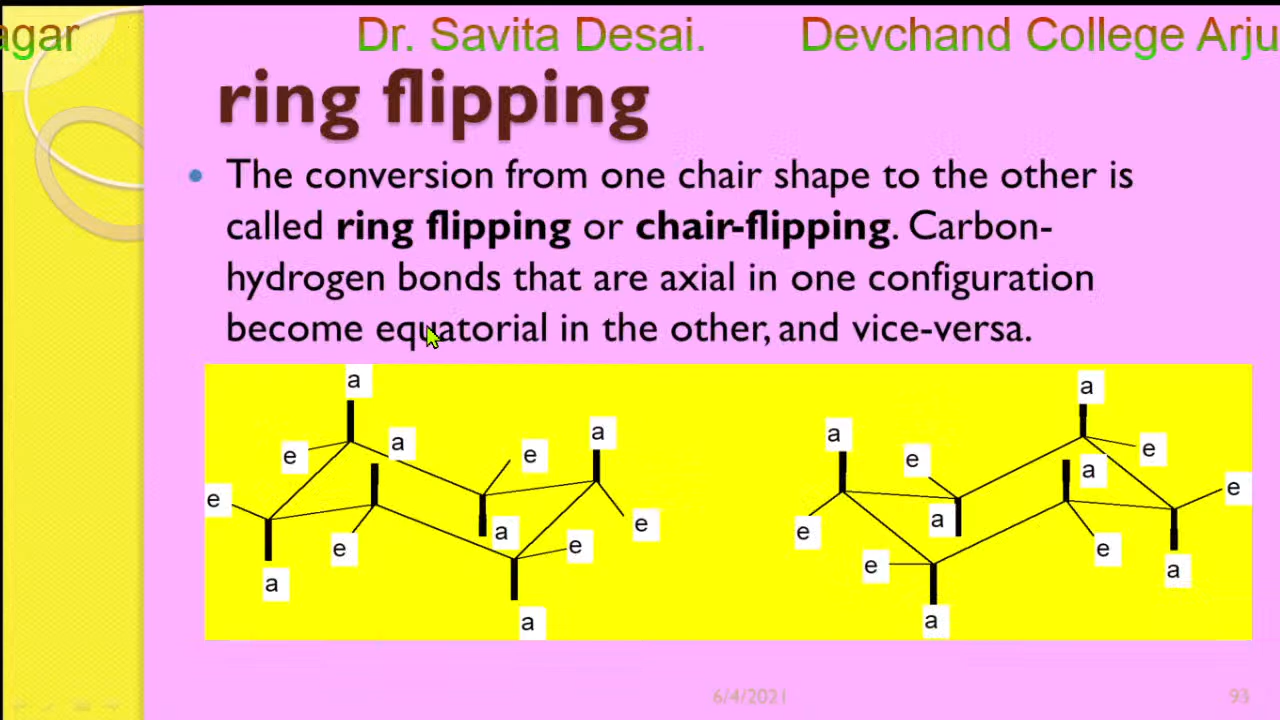 agar Dr. Savita Desai. Devchand College Arju
ring flipping
The conversion from one chair shape to the other is
called ring flipping or chair-flipping. Carbon-
hydrogen bonds that are axial in one configuration
become equatorial in the other, and vice-versa.
a
a
e
e
a
e
e
a
a
e
e
a
a
a
e
a
e
e
a
e
a
e
e
a
6/4/2021 93